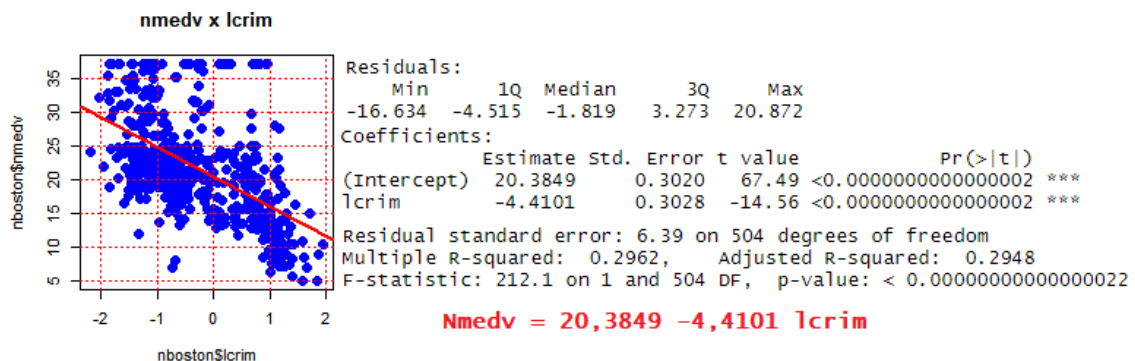 nmedv x lcrim
nboston$nmedv
35
30
25
20
15
10
5
-2 -1 0 1 2
nboston$lcrim
Residuals:
Min 1Q Median 3Q Max
-16.634 -4.515 -1.819 3.273 20.872
Coefficients:
Estimate Std. Error t value Pr(>|t|)
(Intercept) 20.3849 0.3020 67.49 <0.0000000000000002 ***
lcrim -4.4101 0.3028 -14.56 <0.0000000000000002 ***
Residual standard error: 6.39 on 504 degrees of freedom
Multiple R-squared: 0.2962, Adjusted R-squared: 0.2948
F-statistic: 212.1 on 1 and 504 DF, p-value: < 0.00000000000000022
Nmedv = 20,3849 -4,4101 lcrim